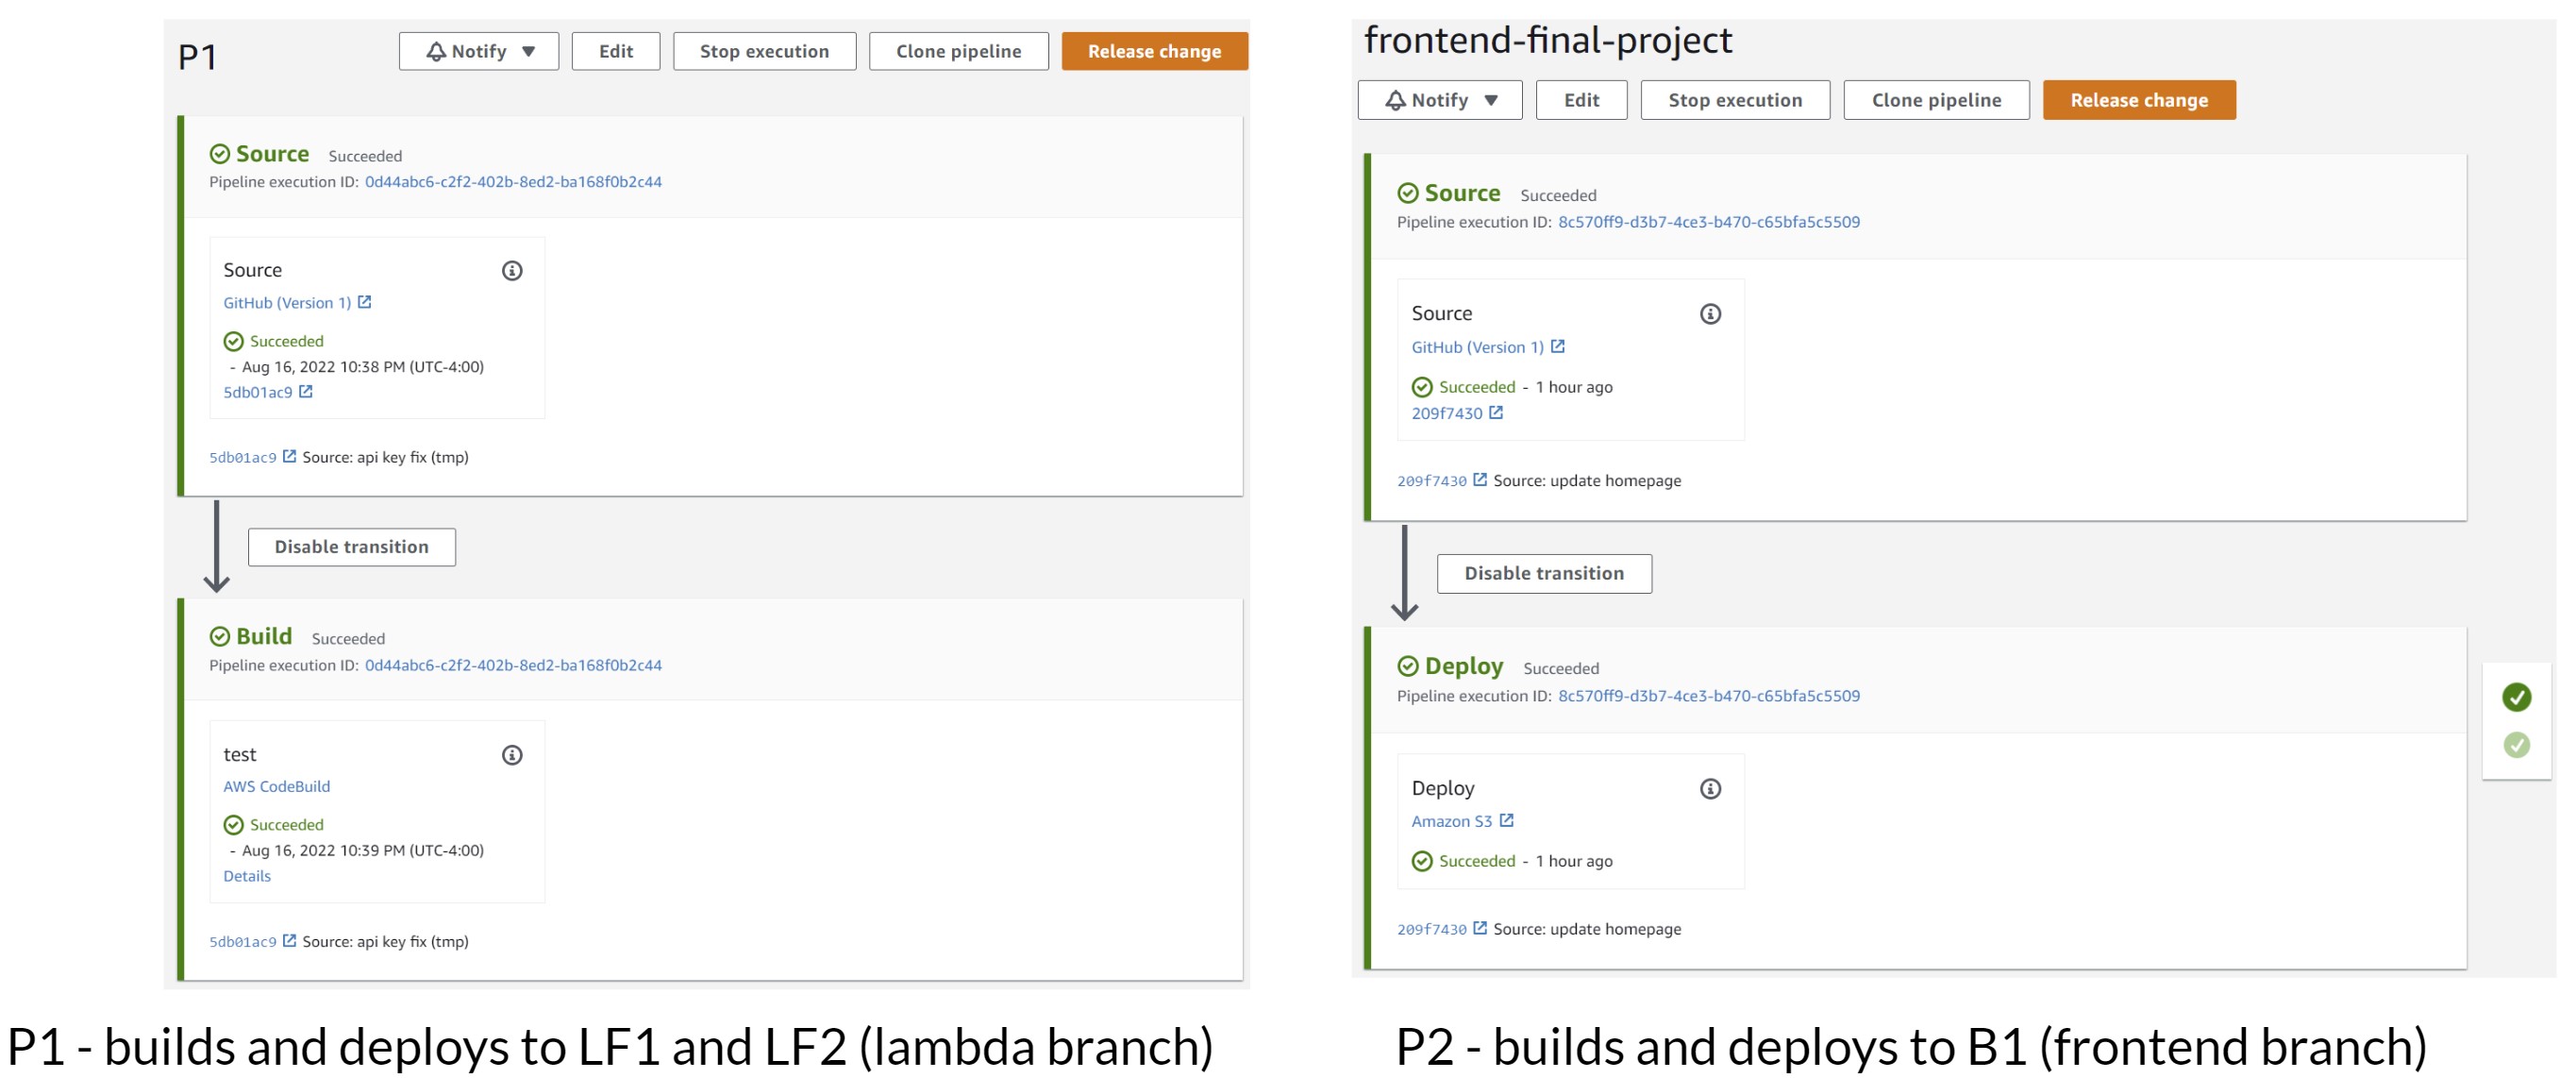 P1
Notify
Edit
Stop execution
Clone pipeline
Release change
Source Succeeded
Pipeline execution ID: 0d44abc6-c2f2-402b-8ed2-ba168f0b2c44
Source
GitHub (Version 1)
Succeeded
- Aug 16, 2022 10:38 PM (UTC-4:00)
5db01ac9
5db01ac9 Source: api key fix (tmp)
Disable transition
Build Succeeded
Pipeline execution ID: 0d44abc6-c2f2-402b-8ed2-ba168f0b2c44
test
AWS CodeBuild
Succeeded
- Aug 16, 2022 10:39 PM (UTC-4:00)
Details
5db01ac9 Source: api key fix (tmp)
P1 - builds and deploys to LF1 and LF2 (lambda branch)
frontend-final-project
Notify
Edit
Stop execution
Clone pipeline
Release change
Source Succeeded
Pipeline execution ID: 8c570ff9-d3b7-4ce3-b470-c65bfa5c5509
Source
GitHub (Version 1)
Succeeded - 1 hour ago
209f7430
209f7430 Source: update homepage
Disable transition
Deploy Succeeded
Pipeline execution ID: 8c570ff9-d3b7-4ce3-b470-c65bfa5c5509
Deploy
Amazon S3
Succeeded - 1 hour ago
209f7430 Source: update homepage
P2 - builds and deploys to B1 (frontend branch)